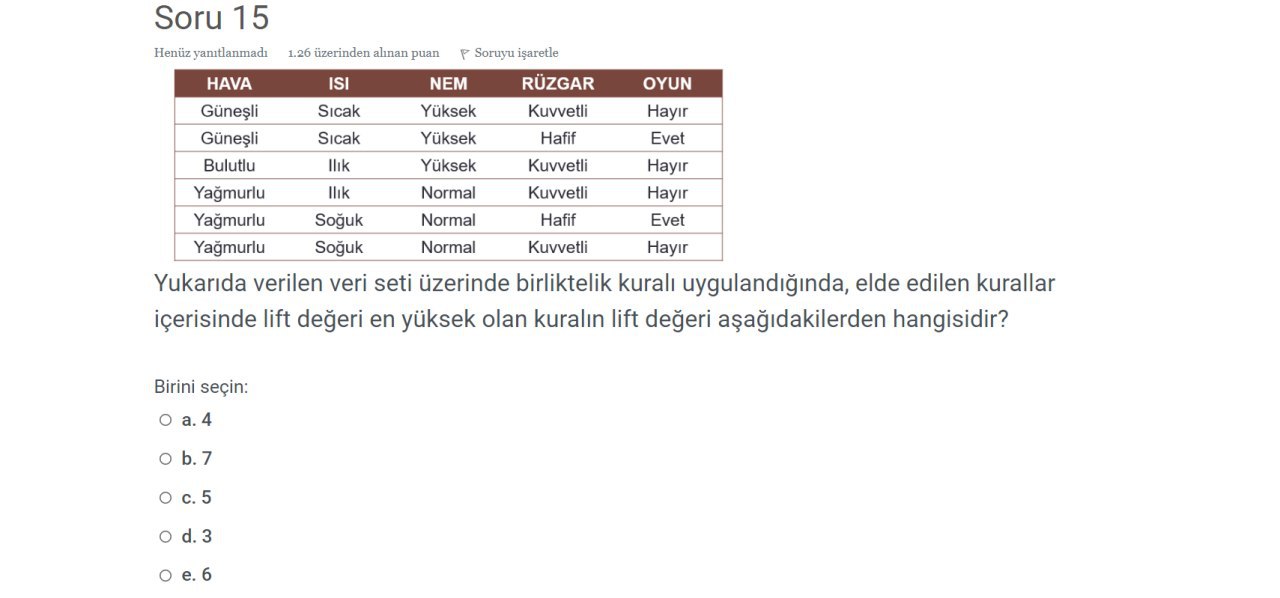 Soru 15
Henüz yanıtlanmadı 1.26 üzerinden alınan puan Soruyu işaretle
HAVA ISI NEM RÜZGAR OYUN
Güneşli Sıcak Yüksek Kuvvetli Hayır
Güneşli Sıcak Yüksek Hafif Evet
Bulutlu Ilık Yüksek Kuvvetli Hayır
Yağmurlu Ilık Normal Kuvvetli Hayır
Yağmurlu Soğuk Normal Hafif Evet
Yağmurlu Soğuk Normal Kuvvetli Hayır
Yukarıda verilen veri seti üzerinde birliktelik kuralı uygulandığında, elde edilen kurallar
içerisinde lift değeri en yüksek olan kuralın lift değeri aşağıdakilerden hangisidir?
Birini seçin:
a. 4
b. 7
c. 5
d. 3
e. 6